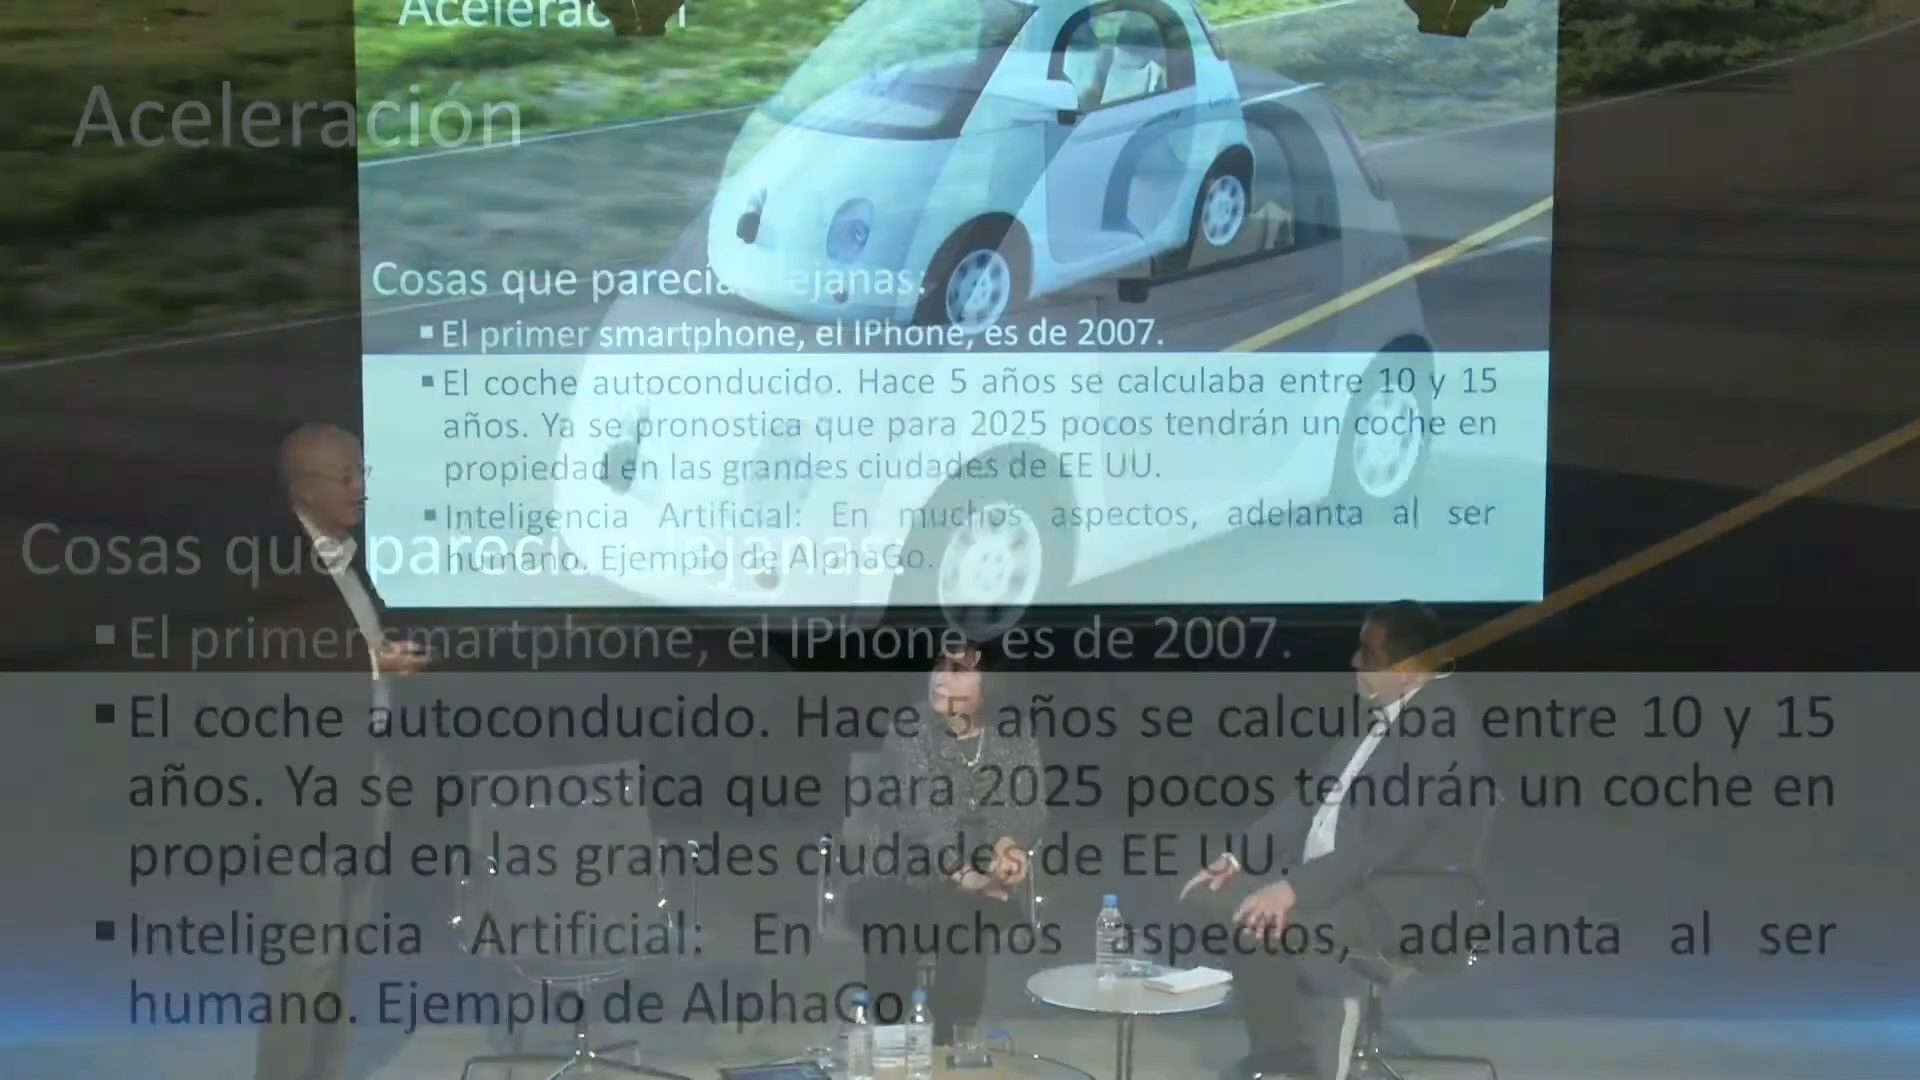 Aceleración
Cosas que parecían lejanas:
El primer smartphone, el IPhone, es de 2007.
El coche autoconducido. Hace 5 años se calculaba entre 10 y 15
años. Ya se pronostica que para 2025 pocos tendrán un coche en
propiedad en las grandes ciudades de EE UU.
Inteligencia Artificial: En muchos aspectos, adelanta al ser
humano. Ejemplo de AlphaGo.
Aceleración
Cosas que parecían lejanas:
El primer smartphone, el IPhone, es de 2007.
El coche autoconducido. Hace 5 años se calculaba entre 10 y 15
años. Ya se pronostica que para 2025 pocos tendrán un coche en
propiedad en las grandes ciudades de EE UU.
Inteligencia Artificial: En muchos aspectos, adelanta al ser
humano. Ejemplo de AlphaGo.